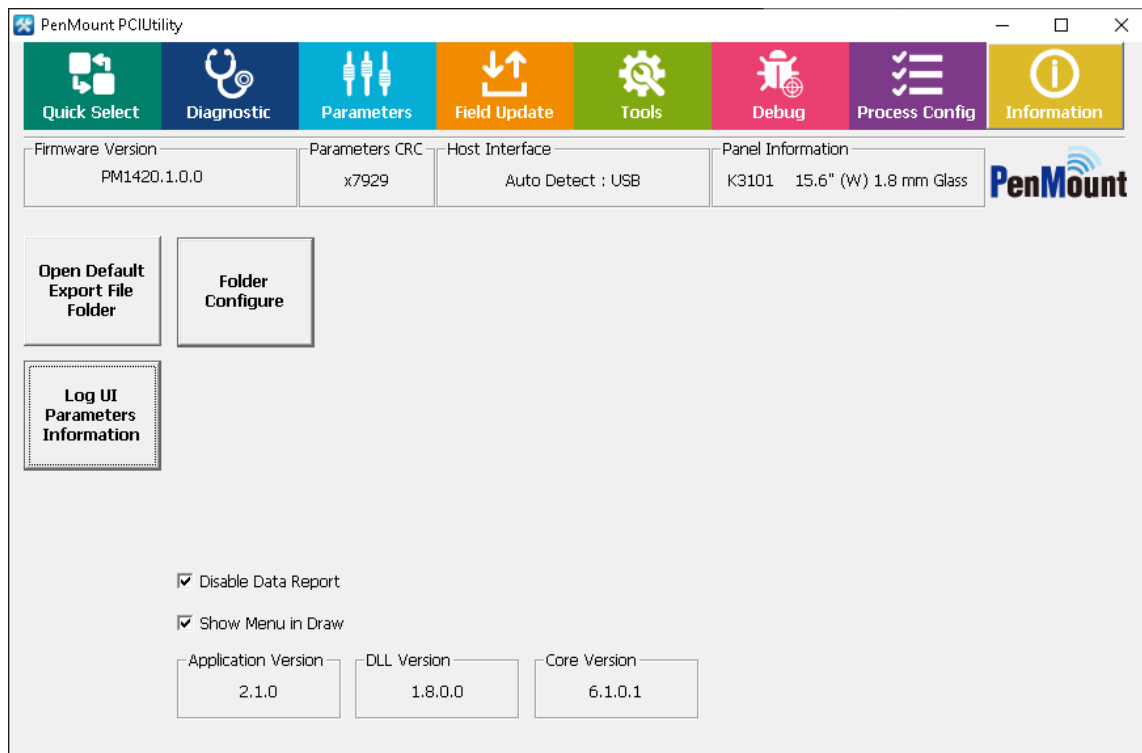 PenMount PCIUtility
Quick Select
Diagnostic
Parameters
Field Update
Tools
Debug
Process Config
Information
Firmware Version
PM1420.1.0.0
Parameters CRC
x7929
Host Interface
Auto Detect : USB
Panel Information
K3101 15.6" (W) 1.8 mm Glass
PenMount
Open Default
Export File
Folder
Folder
Configure
Log UI
Parameters
Information
Disable Data Report
Show Menu in Draw
Application Version
2.1.0
DLL Version
1.8.0.0
Core Version
6.1.0.1